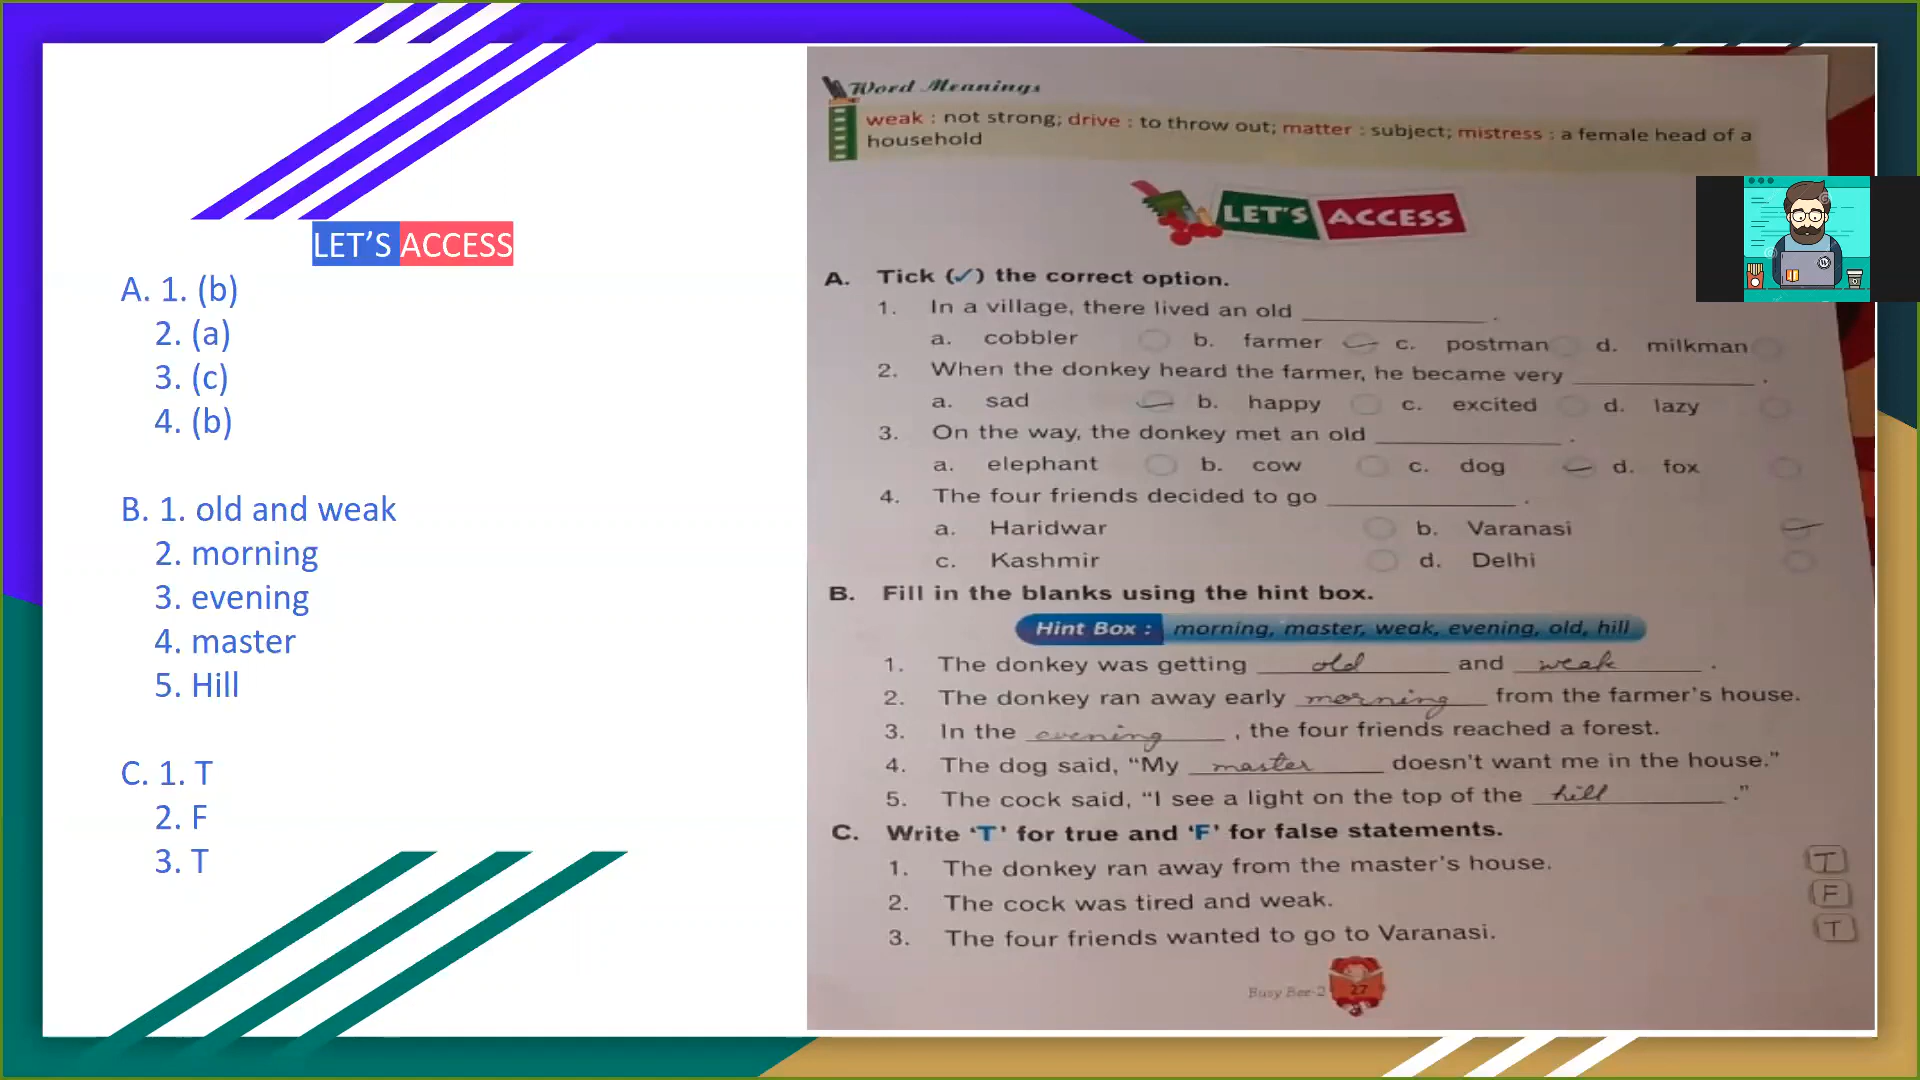 LET'S ACCESS
A. 1. (b)
2. (a)
3. (c)
4. (b)
B. 1. old and weak
2. morning
3. evening
4. master
5. Hill
C. 1. T
2. F
3. T
Word Meanings
weak : not strong; drive : to throw out; matter : subject; mistress : a female head of a
household
LET'S ACCESS
A. Tick (✓) the correct option.
1. In a village, there lived an old ____________ .
a. cobbler b. farmer c. postman d. milkman
2. When the donkey heard the farmer, he became very ____________ .
a. sad b. happy c. excited d. lazy
3. On the way, the donkey met an old ____________ .
a. elephant b. cow c. dog d. fox
4. The four friends decided to go ____________ .
a. Haridwar b. Varanasi
c. Kashmir d. Delhi
B. Fill in the blanks using the hint box.
Hint Box : morning, master, weak, evening, old, hill
1. The donkey was getting old and weak .
2. The donkey ran away early morning from the farmer's house.
3. In the evening , the four friends reached a forest.
4. The dog said, "My master doesn't want me in the house."
5. The cock said, "I see a light on the top of the hill ."
C. Write 'T' for true and 'F' for false statements.
1. The donkey ran away from the master's house. T
2. The cock was tired and weak. F
3. The four friends wanted to go to Varanasi. T
Busy Bee-2 27